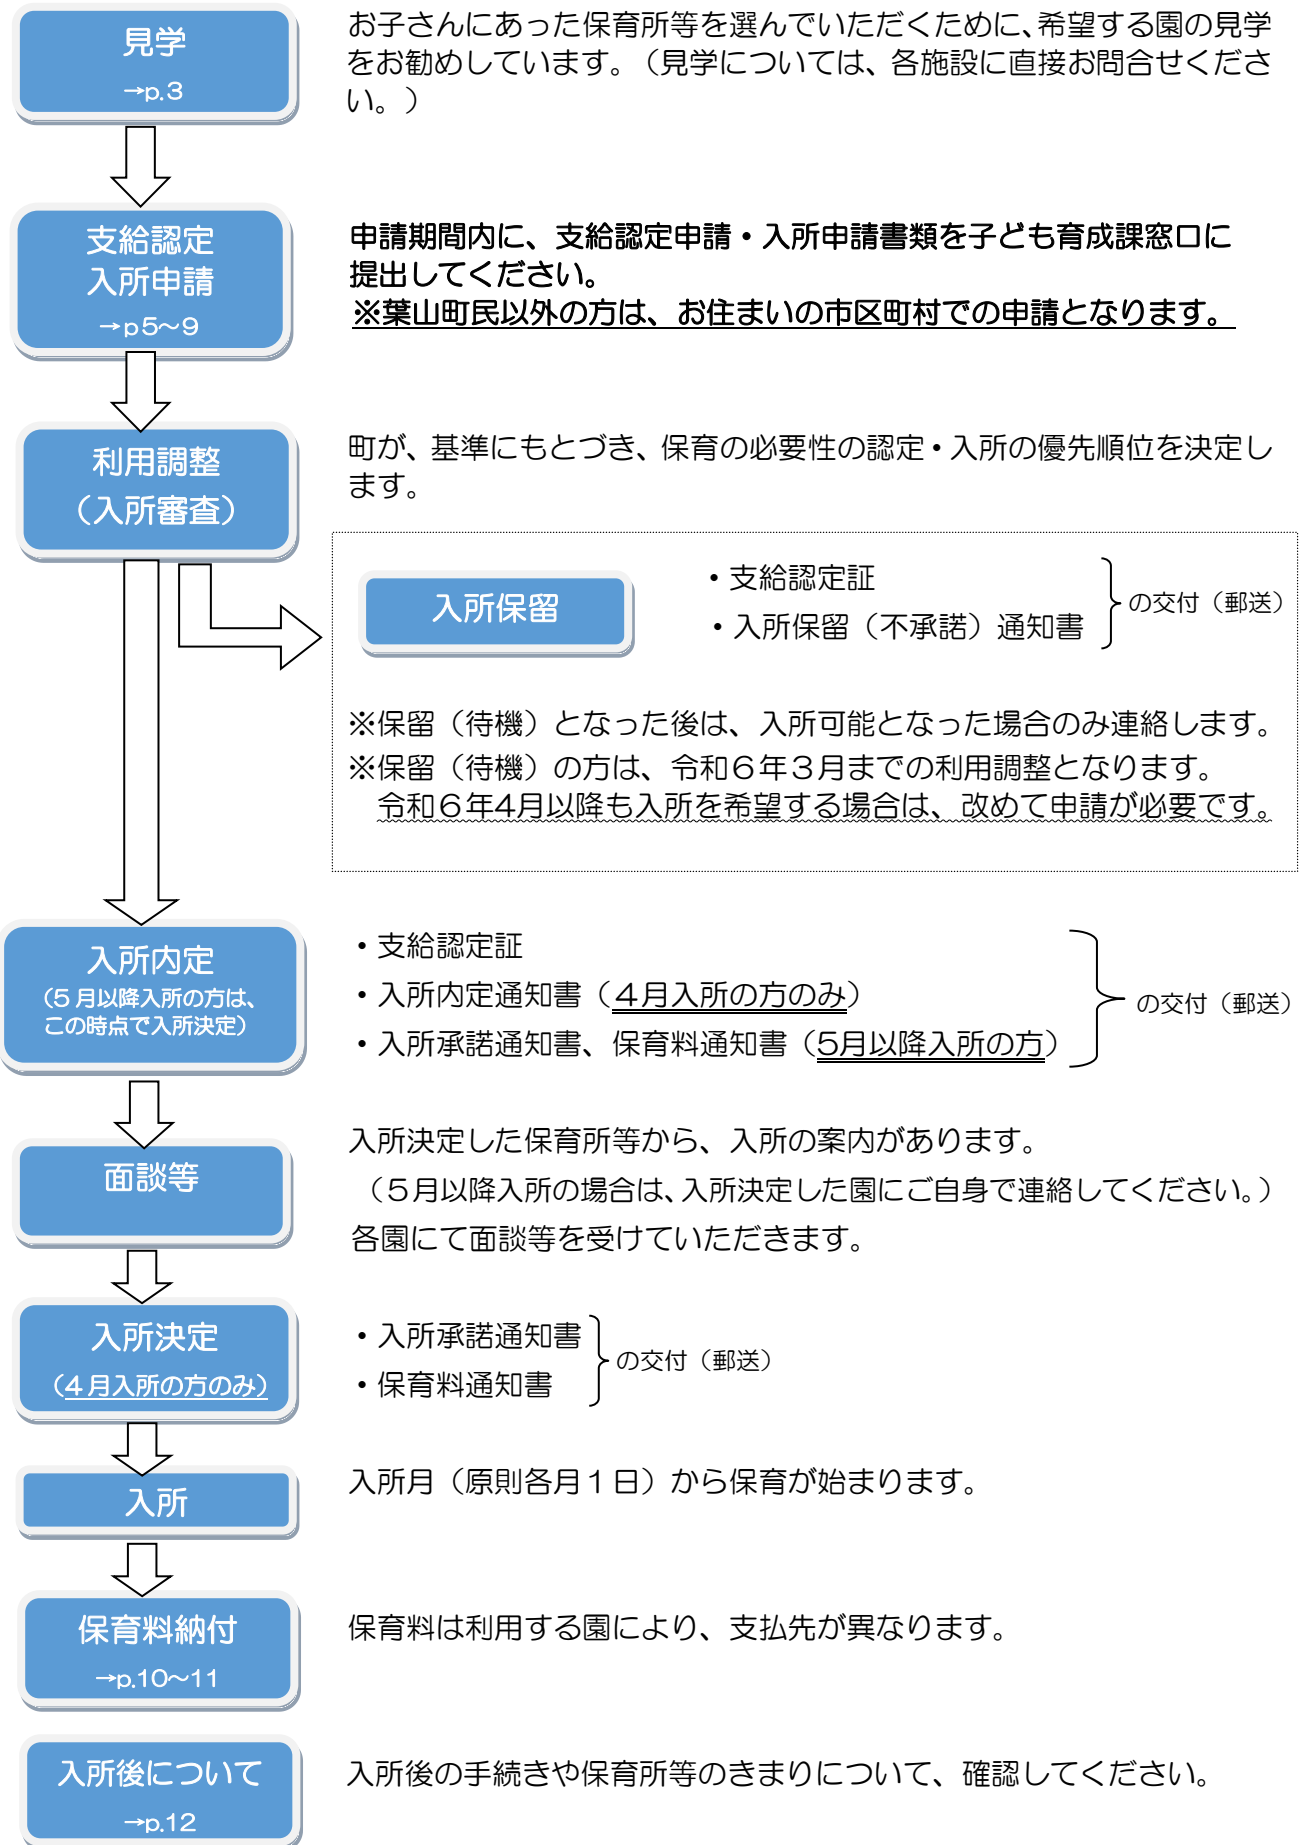 見学
→p.3
お子さんにあった保育所等を選んでいただくために、希望する園の見学
をお勧めしています。（見学については、各施設に直接お問合せくださ
い。）
支給認定
入所申請
→p5～9
申請期間内に、支給認定申請・入所申請書類を子ども育成課窓口に
提出してください。
※葉山町民以外の方は、お住まいの市区町村での申請となります。
利用調整
（入所審査）
町が、基準にもとづき、保育の必要性の認定・入所の優先順位を決定し
ます。
入所保留
・支給認定証
・入所保留（不承諾）通知書
の交付（郵送）
※保留（待機）となった後は、入所可能となった場合のみ連絡します。
※保留（待機）の方は、令和６年３月までの利用調整となります。
令和６年4月以降も入所を希望する場合は、改めて申請が必要です。
入所内定
（5月以降入所の方は、
この時点で入所決定）
・支給認定証
・入所内定通知書（４月入所の方のみ）
・入所承諾通知書、保育料通知書（5月以降入所の方）
の交付（郵送）
面談等
入所決定した保育所等から、入所の案内があります。
（５月以降入所の場合は、入所決定した園にご自身で連絡してください。）
各園にて面談等を受けていただきます。
入所決定
（4月入所の方のみ）
・入所承諾通知書
・保育料通知書
の交付（郵送）
入所
入所月（原則各月１日）から保育が始まります。
保育料納付
→p.10～11
保育料は利用する園により、支払先が異なります。
入所後について
→p.12
入所後の手続きや保育所等のきまりについて、確認してください。